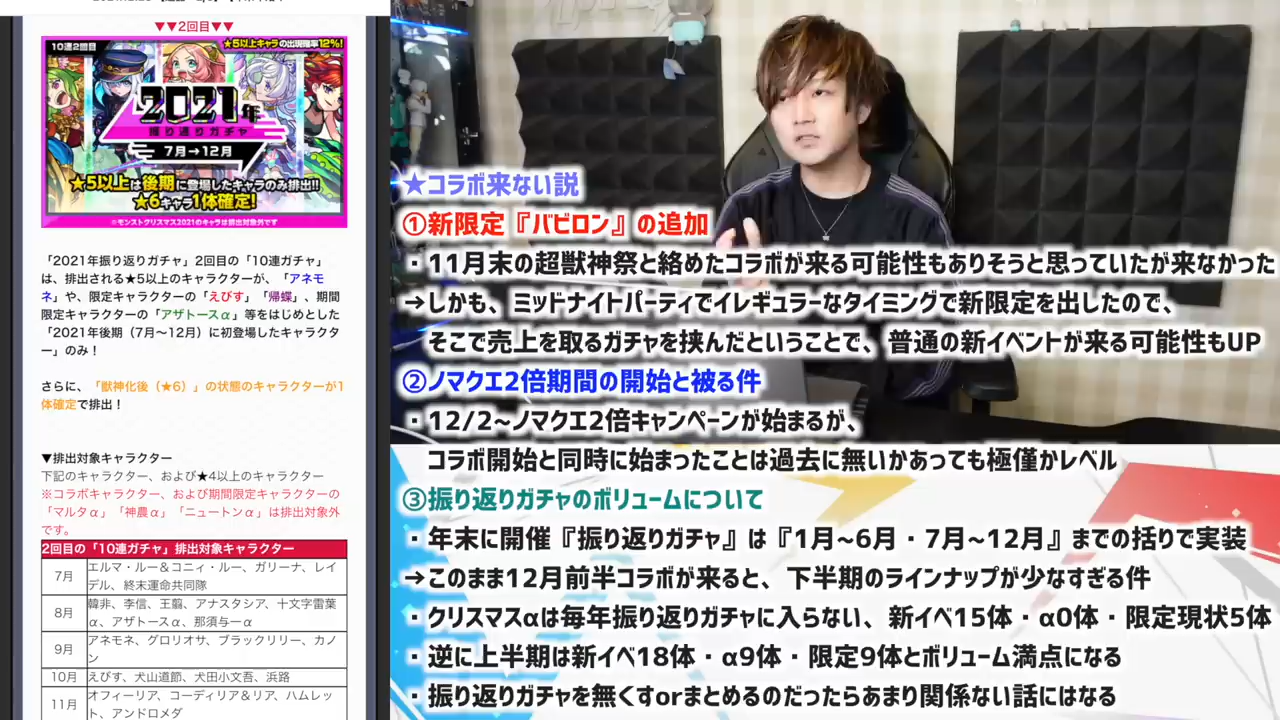 ▼▼2回目▼▼
10連2回目
★5以上キャラの出現確率12%!
2021年
振り返りガチャ
7月→12月
★5以上は後期に登場したキャラのみ排出!!
★6キャラ1体確定!
※モンストクリスマス2021のキャラは排出対象外です
「2021年振り返りガチャ」2回目の「10連ガチャ」
は、排出される★5以上のキャラクターが、「アネモ
ネ」や、限定キャラクターの「えびす」「帰蝶」、期間
限定キャラクターの「アザトースα」等をはじめとした
「2021年後期（7月〜12月）に初登場したキャラクタ
ー」のみ！
さらに、「獣神化後（★6）」の状態のキャラクターが1
体確定で排出！
▼排出対象キャラクター
下記のキャラクター、および★4以上のキャラクター
※コラボキャラクター、および期間限定キャラクターの
「マルタα」「神農α」「ニュートンα」は排出対象外
です。
2回目の「10連ガチャ」排出対象キャラクター
7月 エルマ・ルー＆コニィ・ルー、ガリーナ、レイ
デル、終末運命共同隊
8月 韓非、李信、王翦、アナスタシア、十文字雷葉
α、アザトースα、那須与一α
9月 アネモネ、グロリオサ、ブラックリリー、カノ
ン
10月 えびす、犬山道節、犬田小文吾、浜路
11月 オフィーリア、コーディリア＆リア、ハムレッ
ト、アンドロメダ
★コラボ来ない説
①新限定『バビロン』の追加
・11月末の超獣神祭と絡めたコラボが来る可能性もありそうと思っていたが来なかった
→しかも、ミッドナイトパーティでイレギュラーなタイミングで新限定を出したので、
そこで売上を取るガチャを挟んだということで、普通の新イベントが来る可能性もUP
②ノマクエ2倍期間の開始と被る件
・12/2~ノマクエ2倍キャンペーンが始まるが、
コラボ開始と同時に始まったことは過去に無いかあっても極僅かレベル
③振り返りガチャのボリュームについて
・年末に開催『振り返りガチャ』は『1月~6月・7月~12月』までの括りで実装
→このまま12月前半コラボが来ると、下半期のラインナップが少なすぎる件
・クリスマスαは毎年振り返りガチャに入らない、新イベ15体・α0体・限定現状5体
・逆に上半期は新イベ18体・α9体・限定9体とボリューム満点になる
・振り返りガチャを無くすorまとめるのだったらあまり関係ない話にはなる